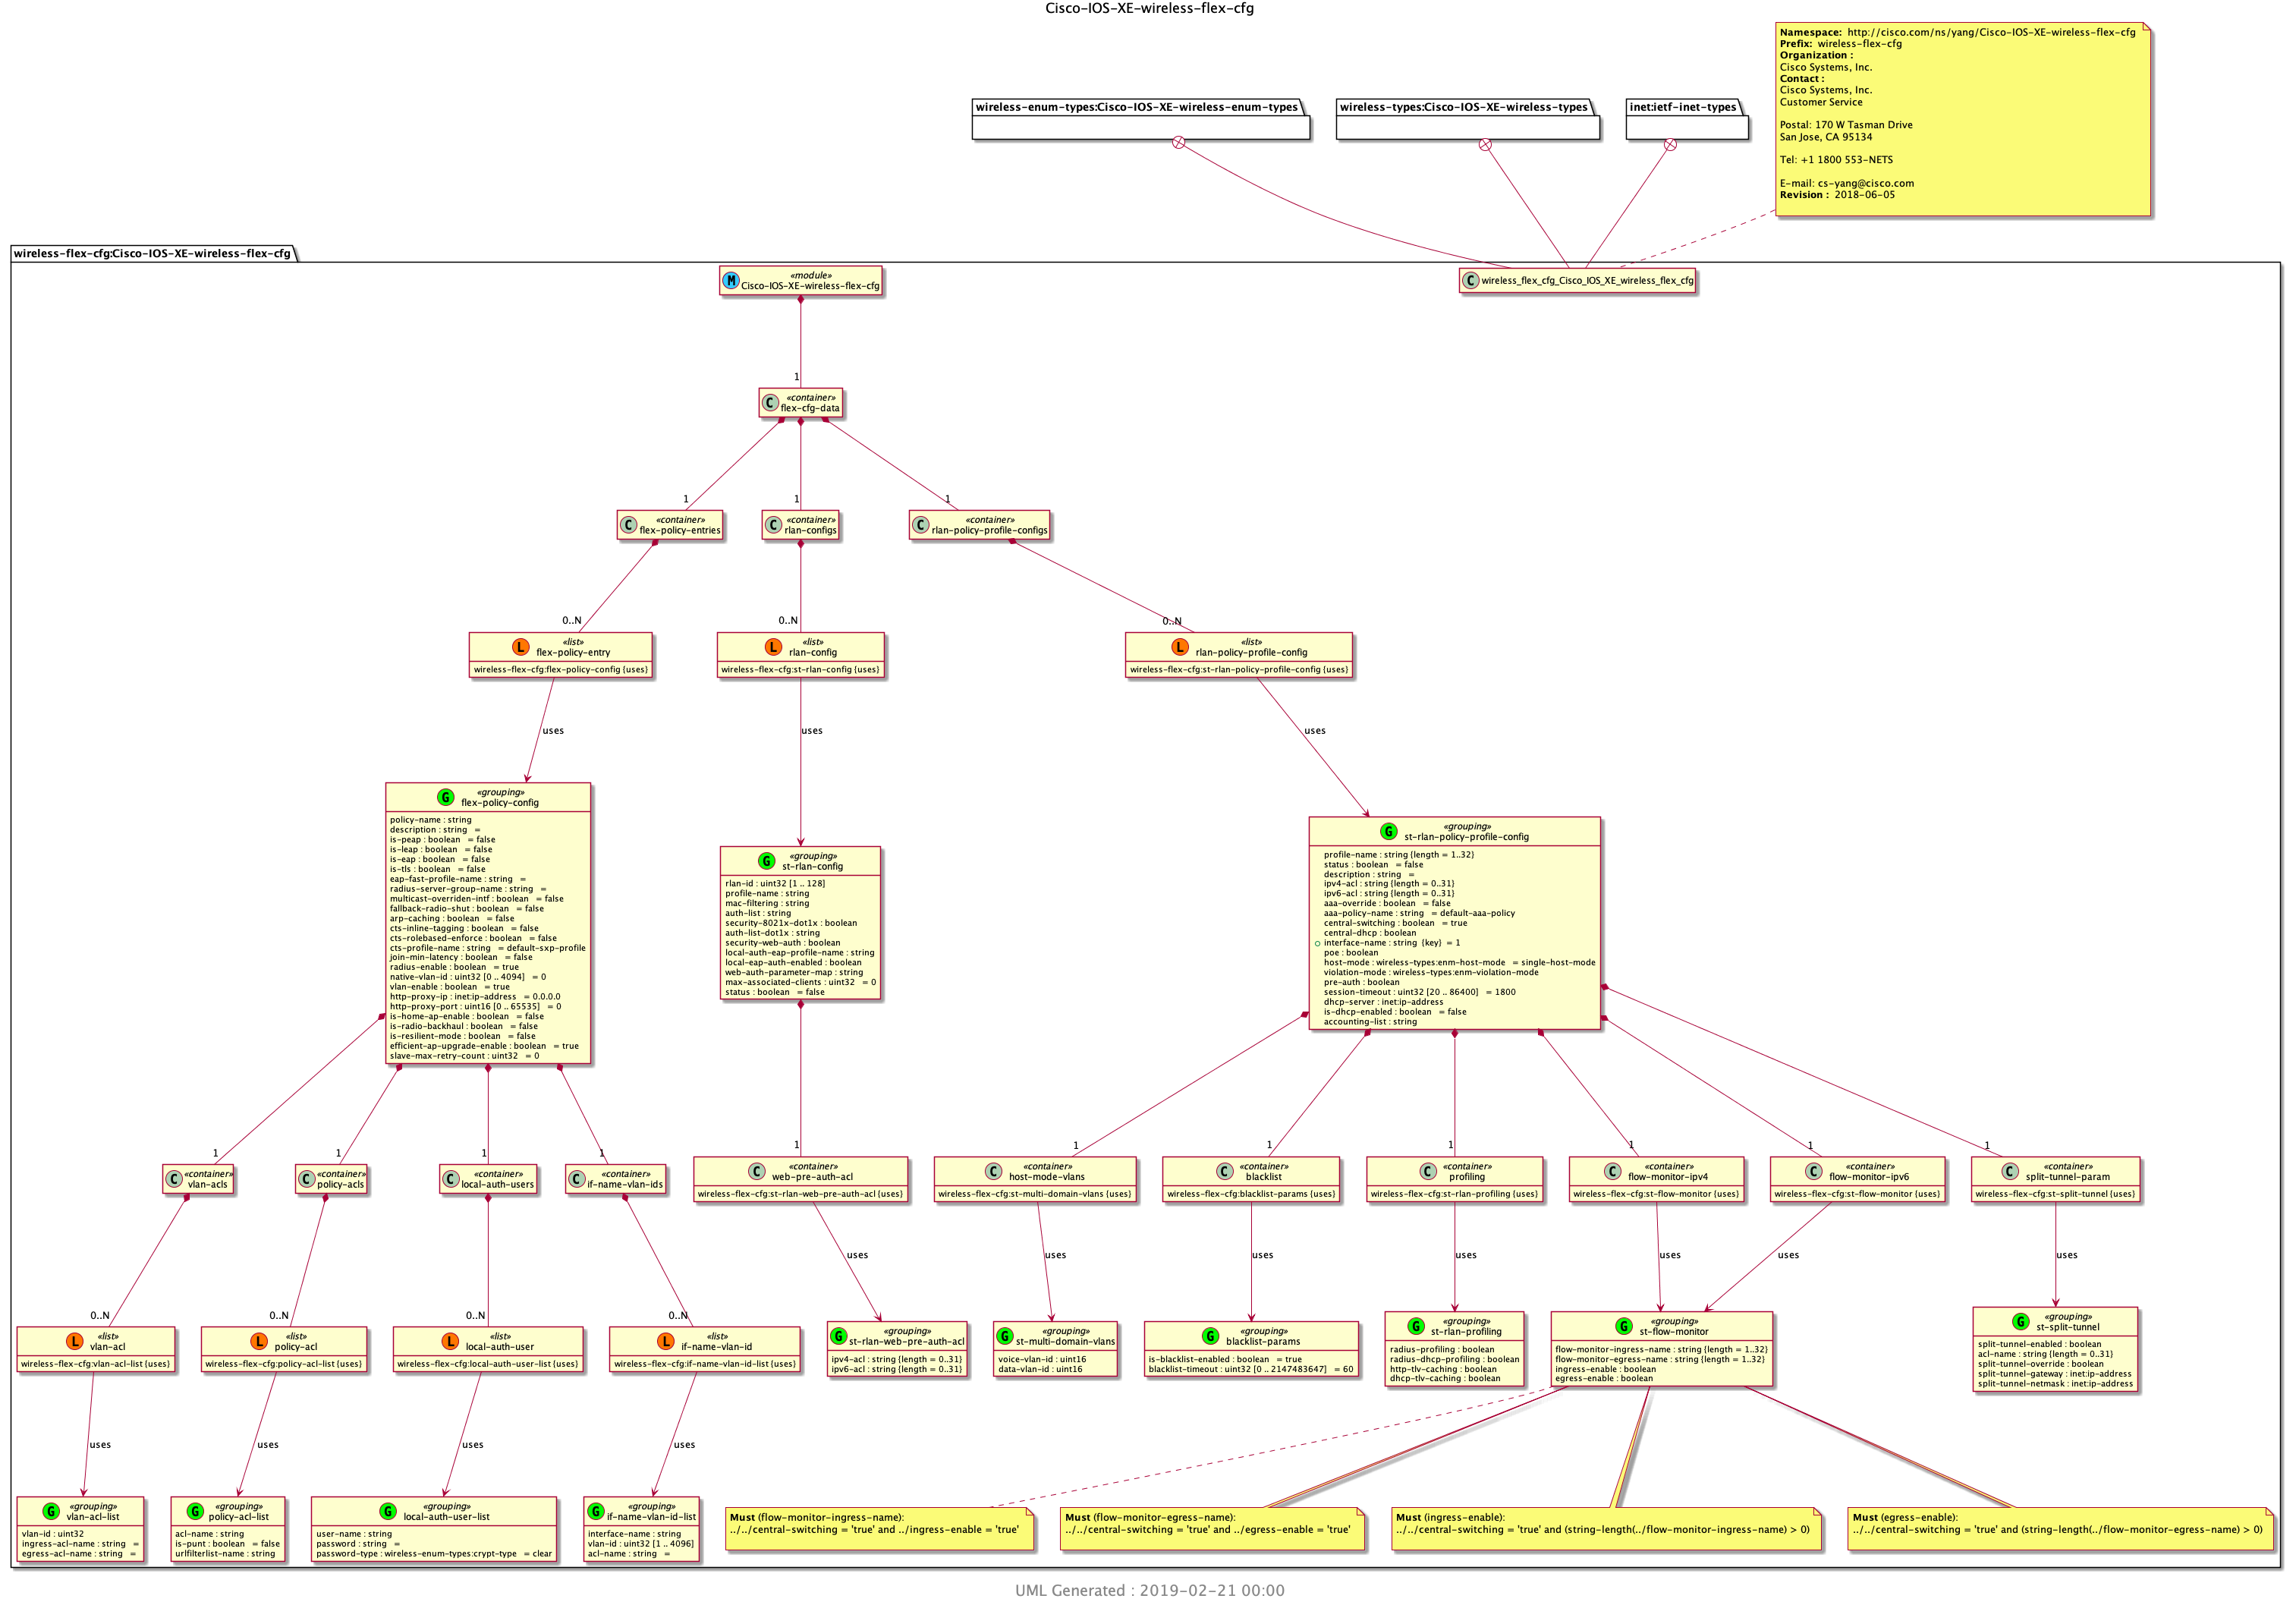 Cisco-IOS-XE-wireless-flex-cfg
Namespace: http://cisco.com/ns/yang/Cisco-IOS-XE-wireless-flex-cfg
Prefix: wireless-flex-cfg
Organization :
Cisco Systems, Inc.
Contact :
Cisco Systems, Inc.
Customer Service
Postal: 170 W Tasman Drive
San Jose, CA 95134
Tel: +1 1800 553-NETS
E-mail: cs-yang@cisco.com
Revision : 2018-06-05
wireless-enum-types:Cisco-IOS-XE-wireless-enum-types
wireless-types:Cisco-IOS-XE-wireless-types
inet:ietf-inet-types
wireless-flex-cfg:Cisco-IOS-XE-wireless-flex-cfg
M
«module»
Cisco-IOS-XE-wireless-flex-cfg
C
wireless_flex_cfg_Cisco_IOS_XE_wireless_flex_cfg
1
C
«container»
flex-cfg-data
1
1
1
C
«container»
flex-policy-entries
C
«container»
rlan-configs
C
«container»
rlan-policy-profile-configs
0..N
0..N
0..N
L
«list»
flex-policy-entry
wireless-flex-cfg:flex-policy-config {uses}
L
«list»
rlan-config
wireless-flex-cfg:st-rlan-config {uses}
L
«list»
rlan-policy-profile-config
wireless-flex-cfg:st-rlan-policy-profile-config {uses}
uses
uses
uses
G
«grouping»
flex-policy-config
policy-name : string
description : string =
is-peap : boolean = false
is-leap : boolean = false
is-eap : boolean = false
is-tls : boolean = false
eap-fast-profile-name : string =
radius-server-group-name : string =
multicast-overriden-intf : boolean = false
fallback-radio-shut : boolean = false
arp-caching : boolean = false
cts-inline-tagging : boolean = false
cts-rolebased-enforce : boolean = false
cts-profile-name : string = default-sxp-profile
join-min-latency : boolean = false
radius-enable : boolean = true
native-vlan-id : uint32 [0 .. 4094] = 0
vlan-enable : boolean = true
http-proxy-ip : inet:ip-address = 0.0.0.0
http-proxy-port : uint16 [0 .. 65535] = 0
is-home-ap-enable : boolean = false
is-radio-backhaul : boolean = false
is-resilient-mode : boolean = false
efficient-ap-upgrade-enable : boolean = true
slave-max-retry-count : uint32 = 0
G
«grouping»
st-rlan-config
rlan-id : uint32 [1 .. 128]
profile-name : string
mac-filtering : string
auth-list : string
security-8021x-dot1x : boolean
auth-list-dot1x : string
security-web-auth : boolean
local-auth-eap-profile-name : string
local-eap-auth-enabled : boolean
web-auth-parameter-map : string
max-associated-clients : uint32 = 0
status : boolean = false
G
«grouping»
st-rlan-policy-profile-config
profile-name : string {length = 1..32}
status : boolean = false
description : string =
ipv4-acl : string {length = 0..31}
ipv6-acl : string {length = 0..31}
aaa-override : boolean = false
aaa-policy-name : string = default-aaa-policy
central-switching : boolean = true
central-dhcp : boolean
interface-name : string {key} = 1
poe : boolean
host-mode : wireless-types:enm-host-mode = single-host-mode
violation-mode : wireless-types:enm-violation-mode
pre-auth : boolean
session-timeout : uint32 [20 .. 86400] = 1800
dhcp-server : inet:ip-address
is-dhcp-enabled : boolean = false
accounting-list : string
1
1
1
1
1
1
1
1
1
1
1
C
«container»
vlan-acls
C
«container»
policy-acls
C
«container»
local-auth-users
C
«container»
if-name-vlan-ids
C
«container»
web-pre-auth-acl
wireless-flex-cfg:st-rlan-web-pre-auth-acl {uses}
C
«container»
host-mode-vlans
wireless-flex-cfg:st-multi-domain-vlans {uses}
C
«container»
blacklist
wireless-flex-cfg:blacklist-params {uses}
C
«container»
profiling
wireless-flex-cfg:st-rlan-profiling {uses}
C
«container»
flow-monitor-ipv4
wireless-flex-cfg:st-flow-monitor {uses}
C
«container»
flow-monitor-ipv6
wireless-flex-cfg:st-flow-monitor {uses}
C
«container»
split-tunnel-param
wireless-flex-cfg:st-split-tunnel {uses}
uses
uses
uses
uses
uses
uses
uses
0..N
0..N
0..N
0..N
L
«list»
vlan-acl
wireless-flex-cfg:vlan-acl-list {uses}
L
«list»
policy-acl
wireless-flex-cfg:policy-acl-list {uses}
L
«list»
local-auth-user
wireless-flex-cfg:local-auth-user-list {uses}
L
«list»
if-name-vlan-id
wireless-flex-cfg:if-name-vlan-id-list {uses}
G
«grouping»
st-rlan-web-pre-auth-acl
ipv4-acl : string {length = 0..31}
ipv6-acl : string {length = 0..31}
G
«grouping»
st-multi-domain-vlans
voice-vlan-id : uint16
data-vlan-id : uint16
G
«grouping»
blacklist-params
is-blacklist-enabled : boolean = true
blacklist-timeout : uint32 [0 .. 2147483647] = 60
G
«grouping»
st-rlan-profiling
radius-profiling : boolean
radius-dhcp-profiling : boolean
http-tlv-caching : boolean
dhcp-tlv-caching : boolean
G
«grouping»
st-flow-monitor
flow-monitor-ingress-name : string {length = 1..32}
flow-monitor-egress-name : string {length = 1..32}
ingress-enable : boolean
egress-enable : boolean
G
«grouping»
st-split-tunnel
split-tunnel-enabled : boolean
acl-name : string {length = 0..31}
split-tunnel-override : boolean
split-tunnel-gateway : inet:ip-address
split-tunnel-netmask : inet:ip-address
uses
uses
uses
uses
G
«grouping»
vlan-acl-list
vlan-id : uint32
ingress-acl-name : string =
egress-acl-name : string =
G
«grouping»
policy-acl-list
acl-name : string
is-punt : boolean = false
urlfilterlist-name : string
G
«grouping»
local-auth-user-list
user-name : string
password : string =
password-type : wireless-enum-types:crypt-type = clear
G
«grouping»
if-name-vlan-id-list
interface-name : string
vlan-id : uint32 [1 .. 4096]
acl-name : string =
Must (flow-monitor-ingress-name):
../../central-switching = 'true' and ../ingress-enable = 'true'
Must (flow-monitor-egress-name):
../../central-switching = 'true' and ../egress-enable = 'true'
Must (ingress-enable):
../../central-switching = 'true' and (string-length(../flow-monitor-ingress-name) > 0)
Must (egress-enable):
../../central-switching = 'true' and (string-length(../flow-monitor-egress-name) > 0)
UML Generated : 2019-02-21 00:00